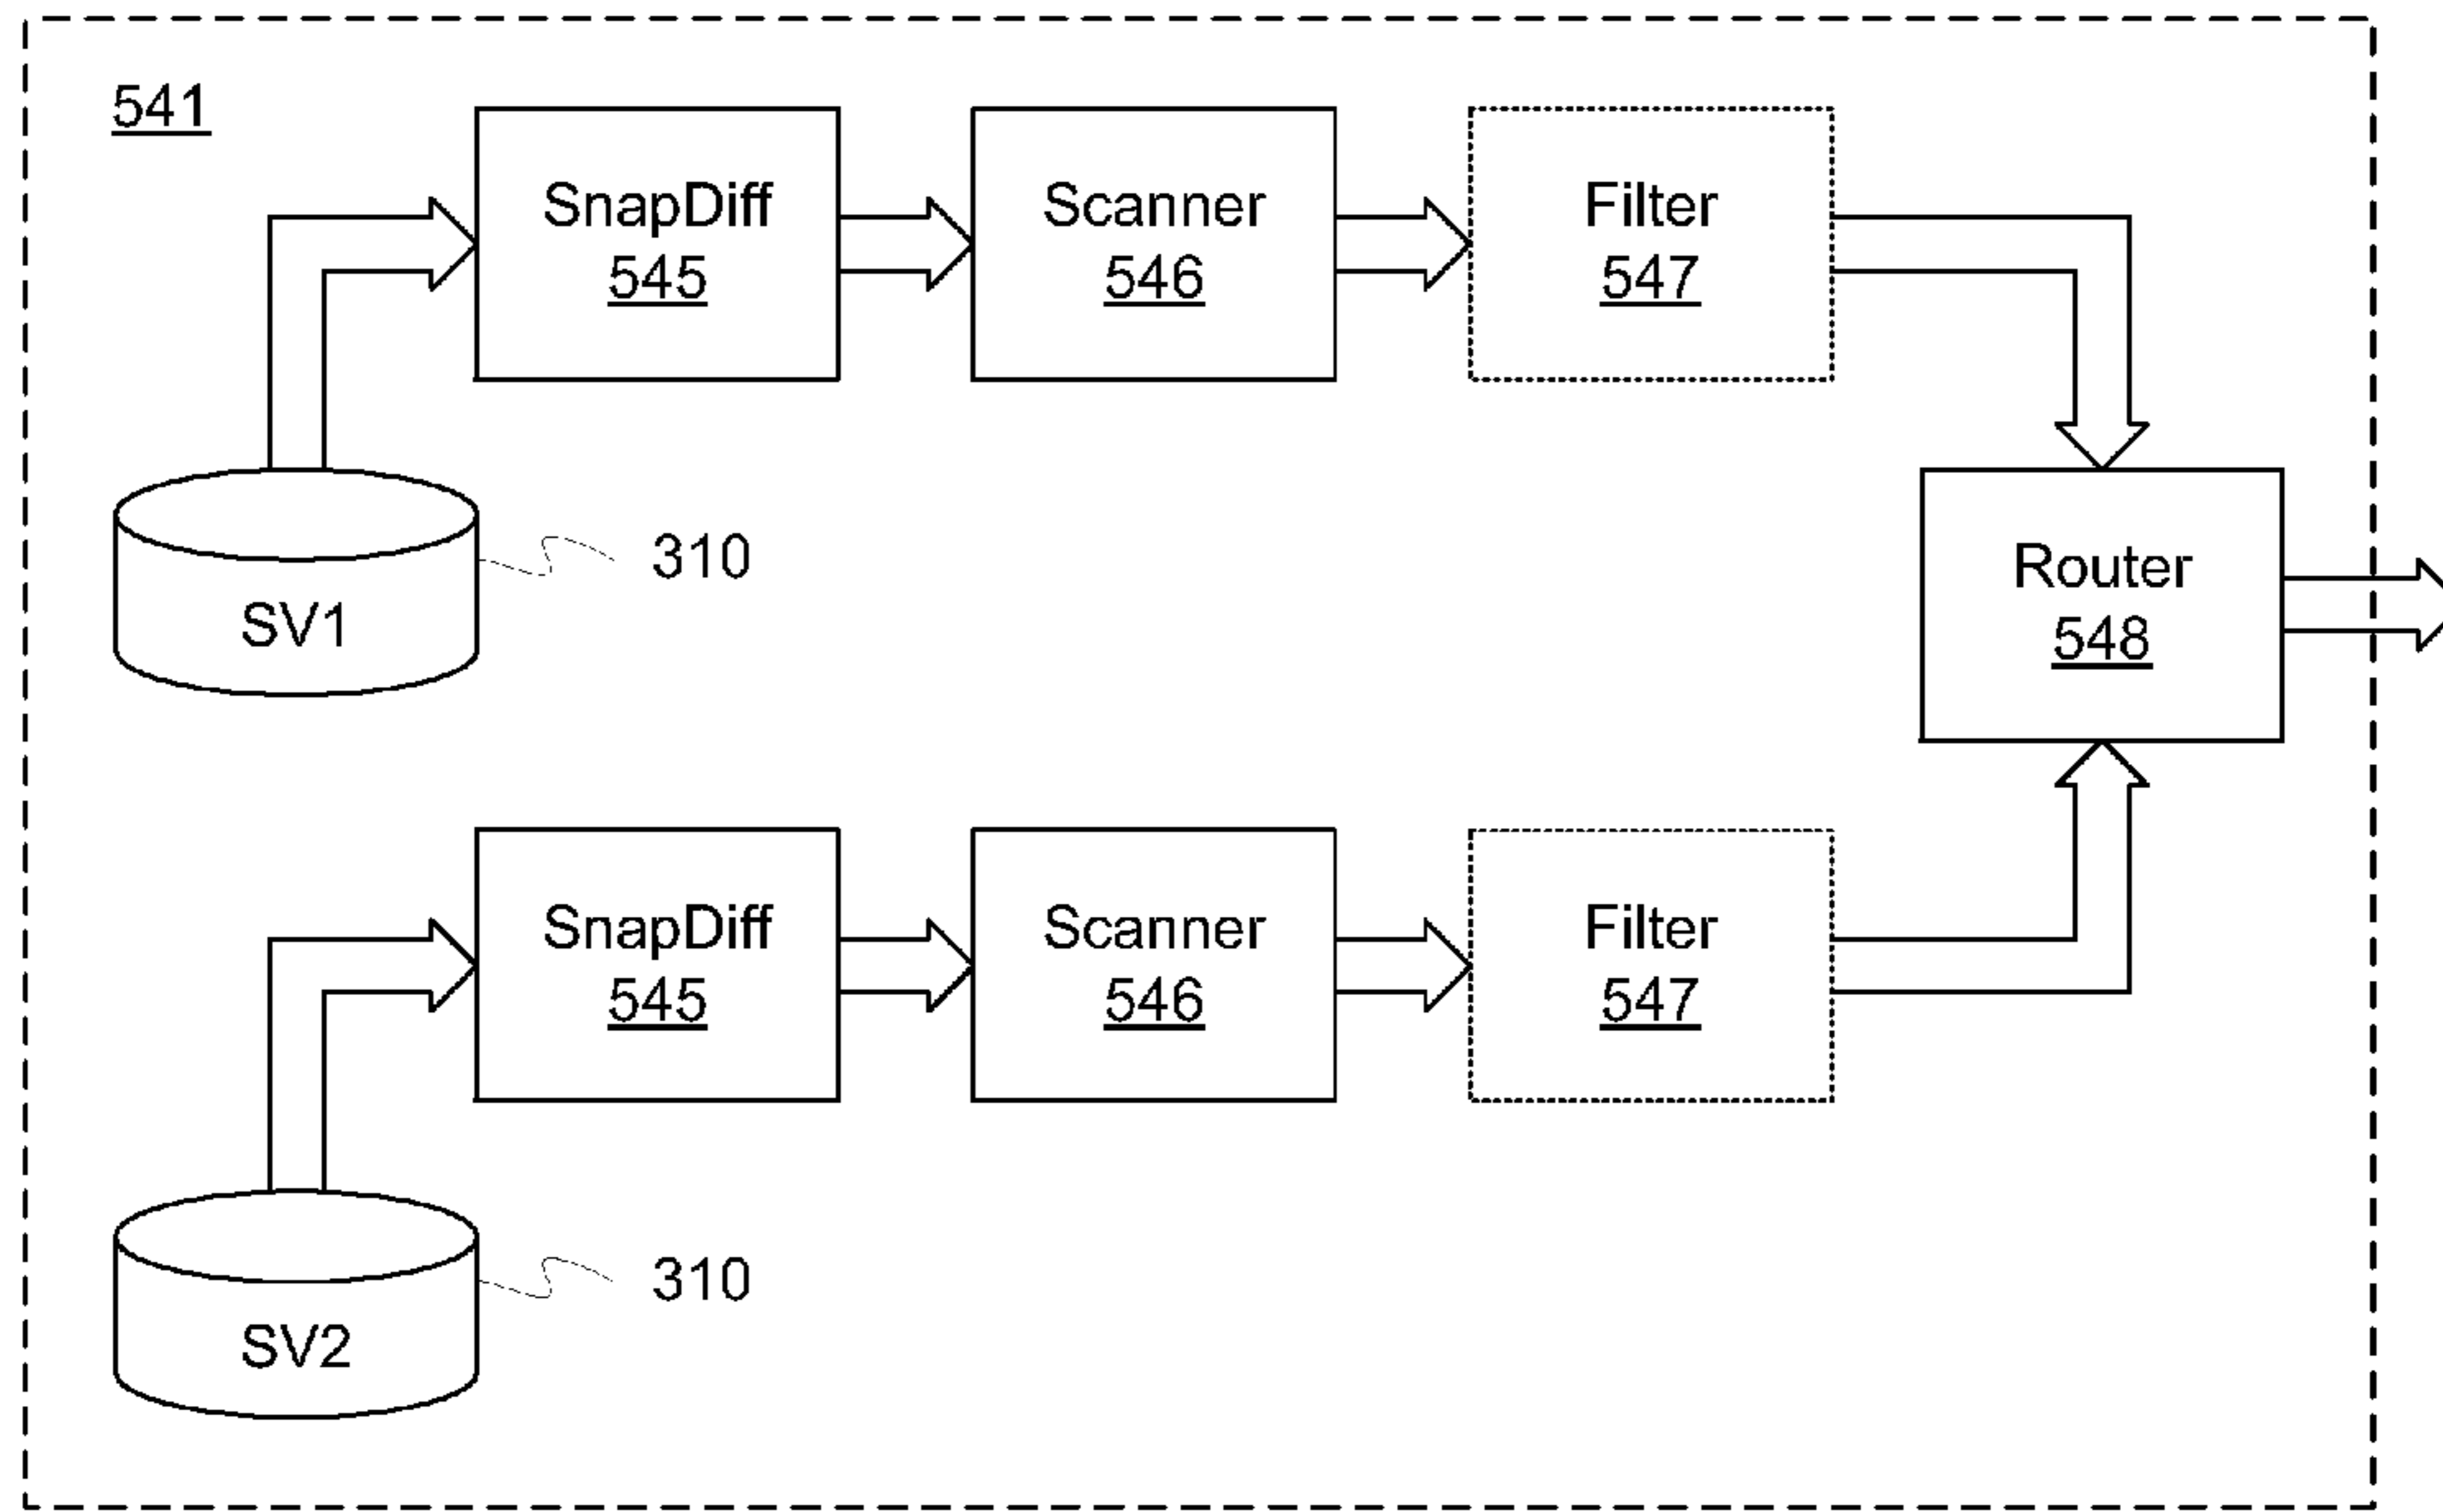 541
SnapDiff
545
Scanner
546
Filter
547
310
SV1
Router
548
SnapDiff
545
Scanner
546
Filter
547
310
SV2